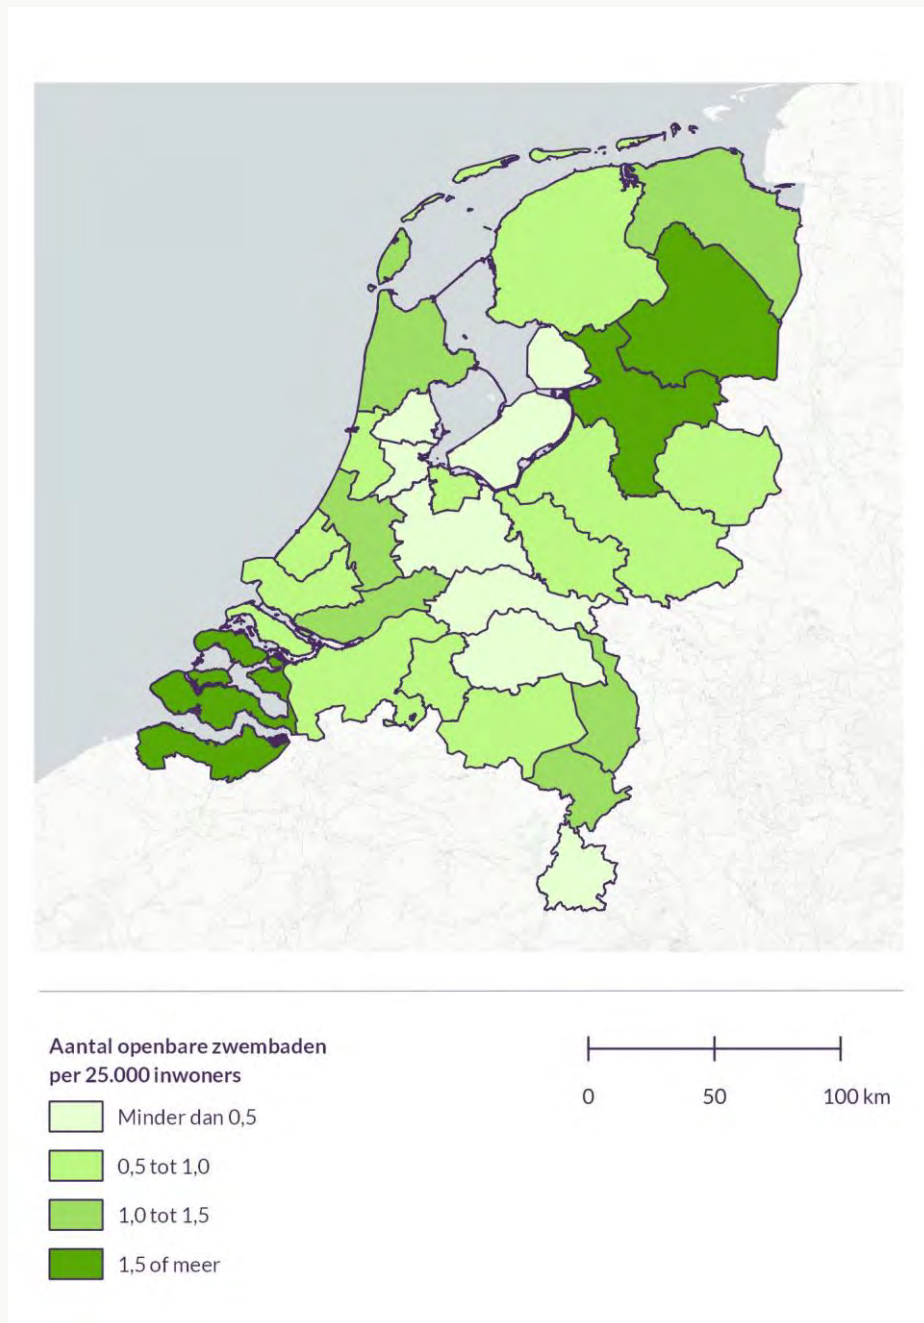 Aantal openbare zwembaden
per 25.000 inwoners
Minder dan 0,5
0,5 tot 1,0
1,0 tot 1,5
1,5 of meer
0 50 100 km